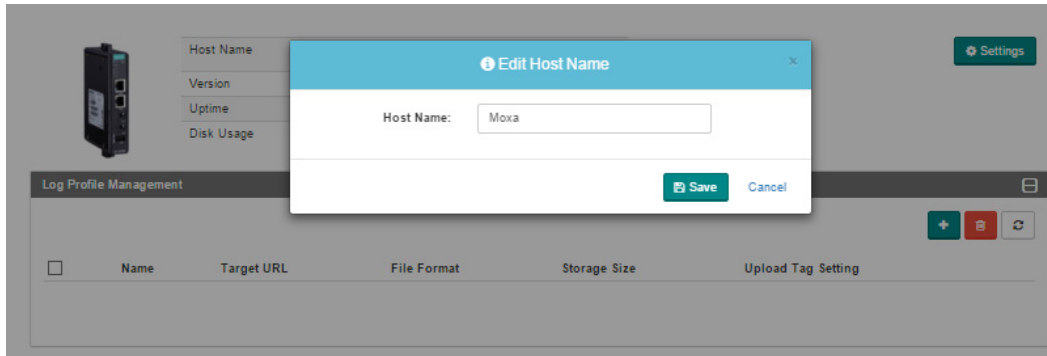 Host Name
Settings
Edit Host Name
×
Version
Uptime
Host Name:
Moxa
Disk Usage
Log Profile Management
Save
Cancel
Name Target URL File Format Storage Size Upload Tag Setting